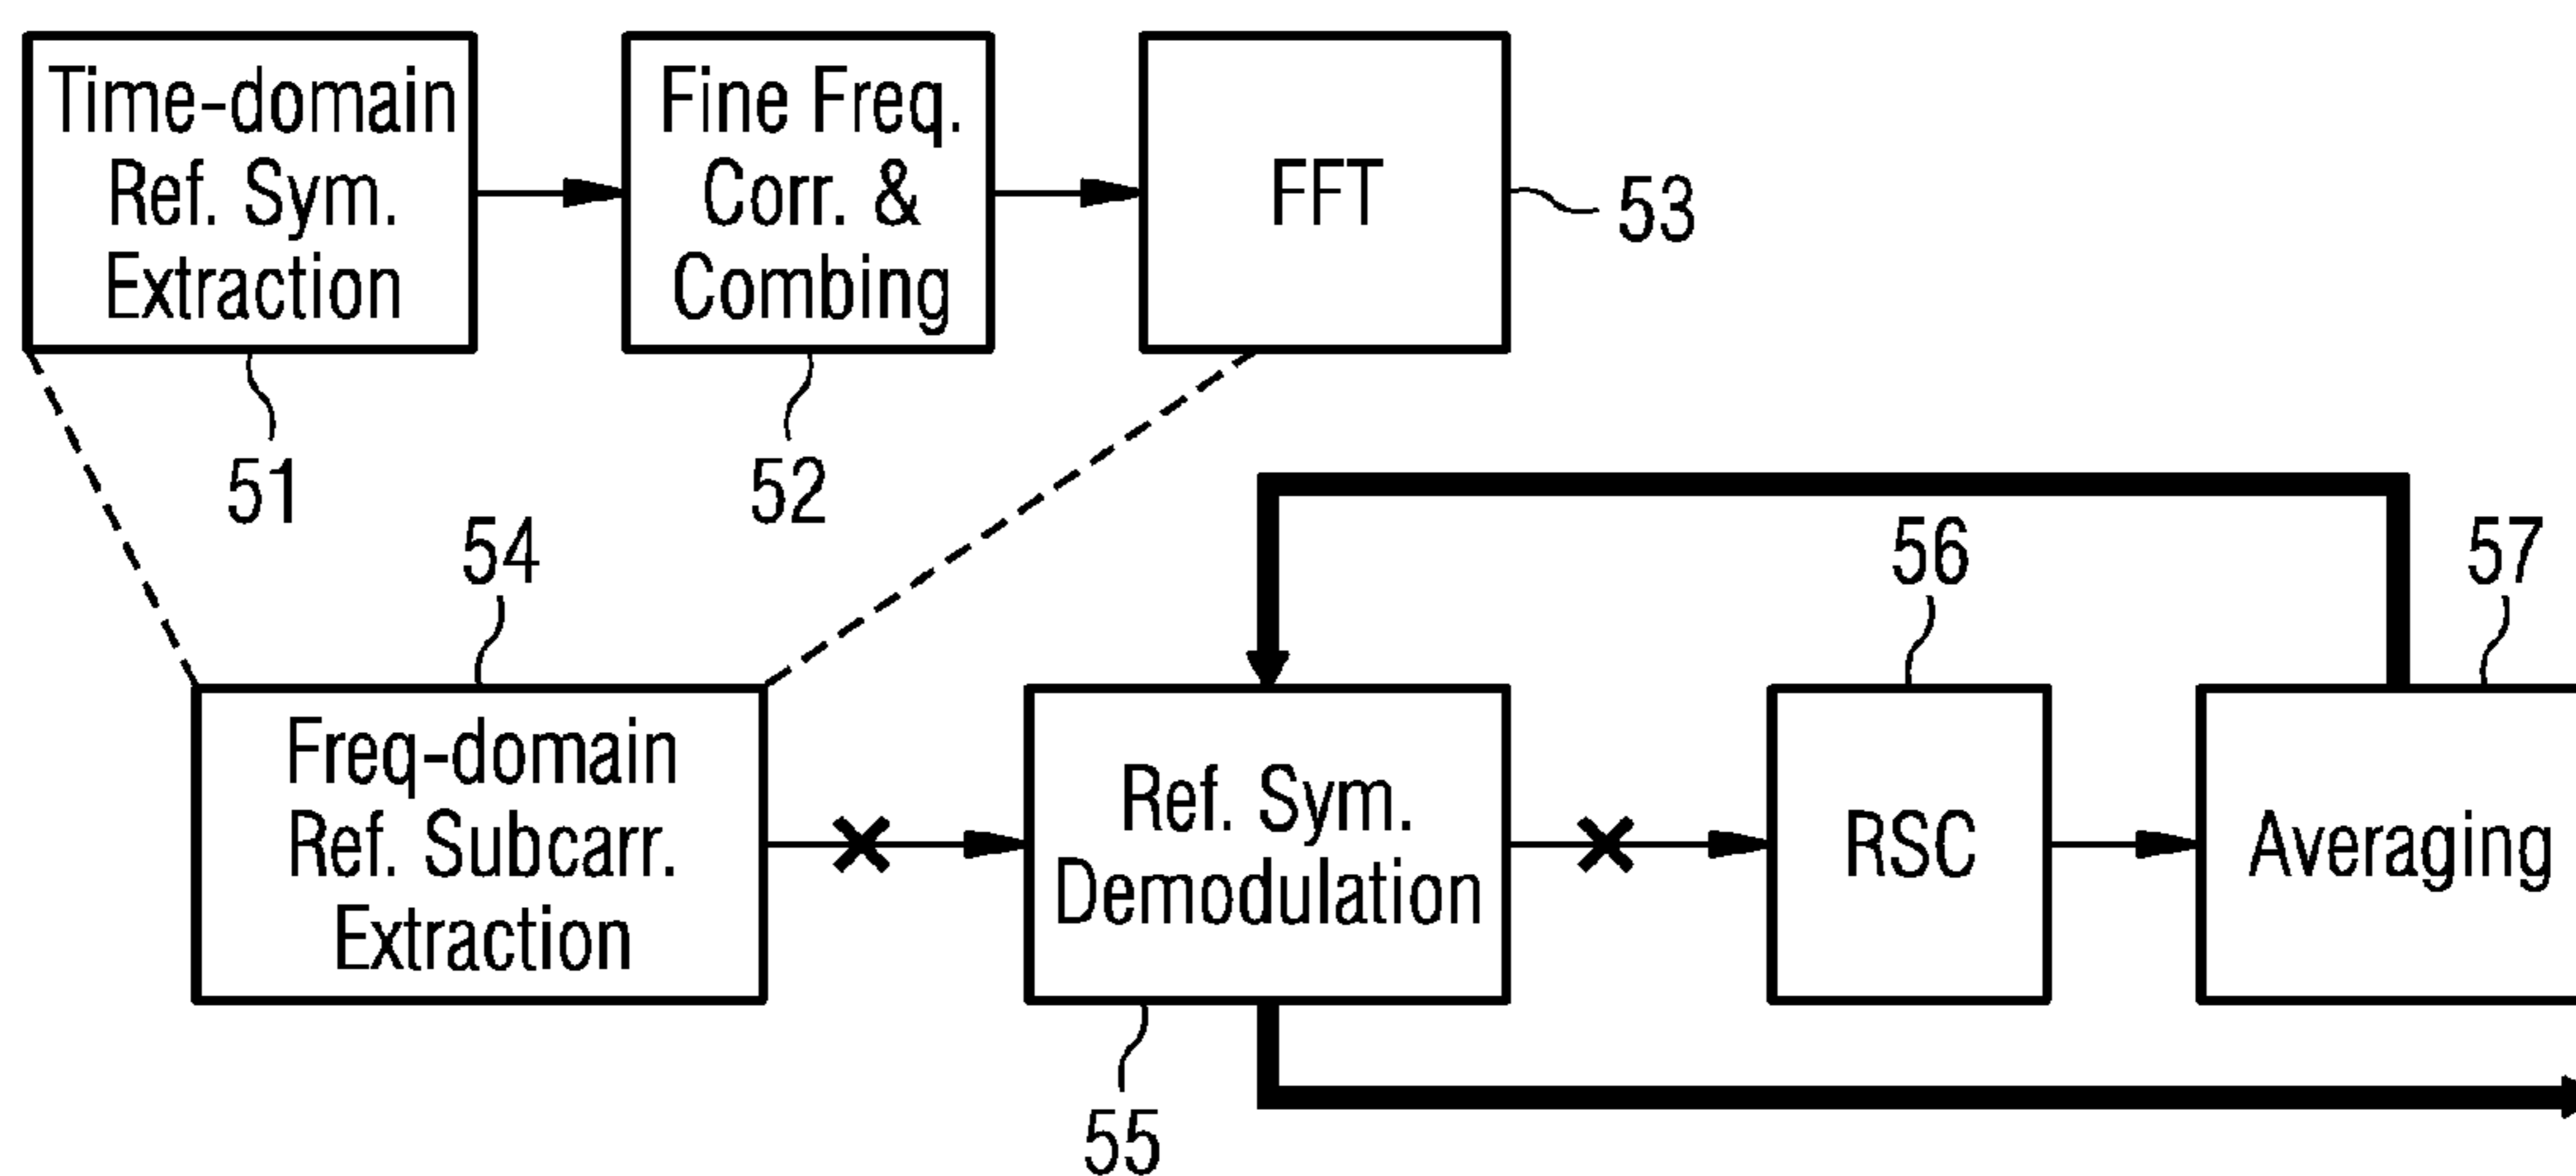 Time-domain
Ref. Sym.
Extraction
Fine Freq.
Corr. &
Combing
FFT
53
51
52
54
56
57
Freq-domain
Ref. Subcarr.
Extraction
Ref. Sym.
Demodulation
RSC
Averaging
55